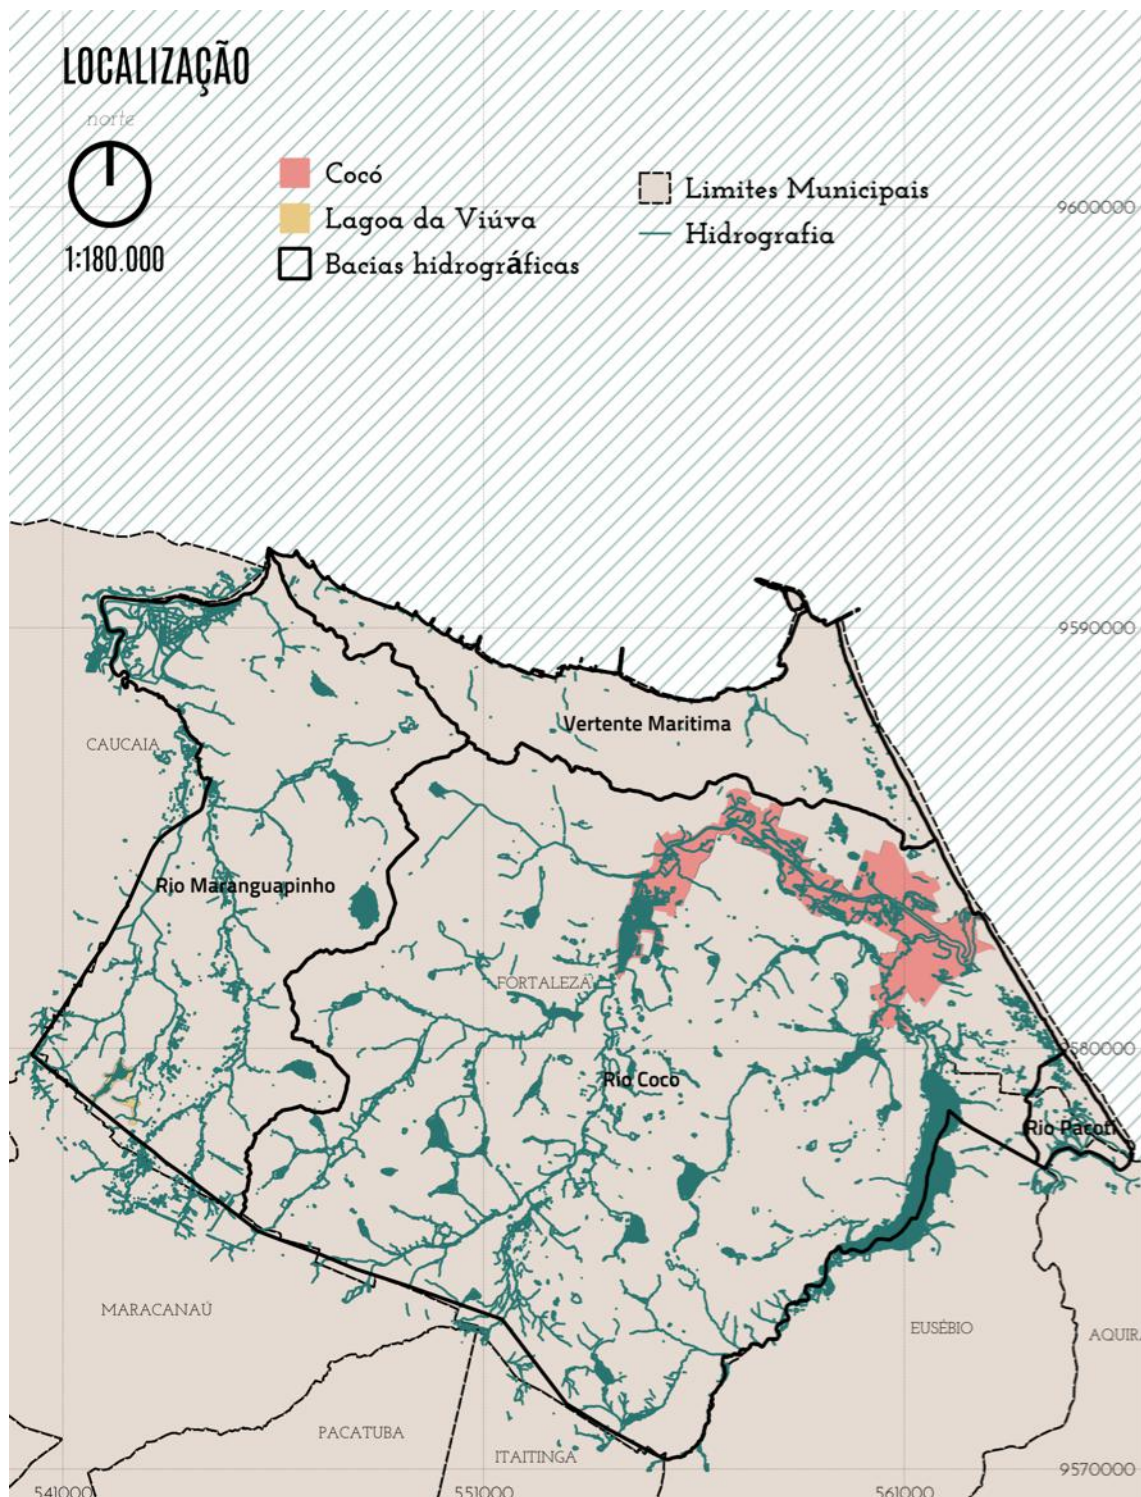 LOCALIZAÇÃO
norte
1:180.000
Cocó
Lagoa da Viúva
Bacias hidrográficas
Limites Municipais
Hidrografia
9600000
9590000
Vertente Maritima
CAUCAIA
Rio Maranguapinho
FORTALEZA
9580000
Rio Coco
Rio Pacoti
MARACANAÚ
EUSÉBIO
AQUIR
PACATUBA
ITAITINGA
9570000
541000
551000
561000